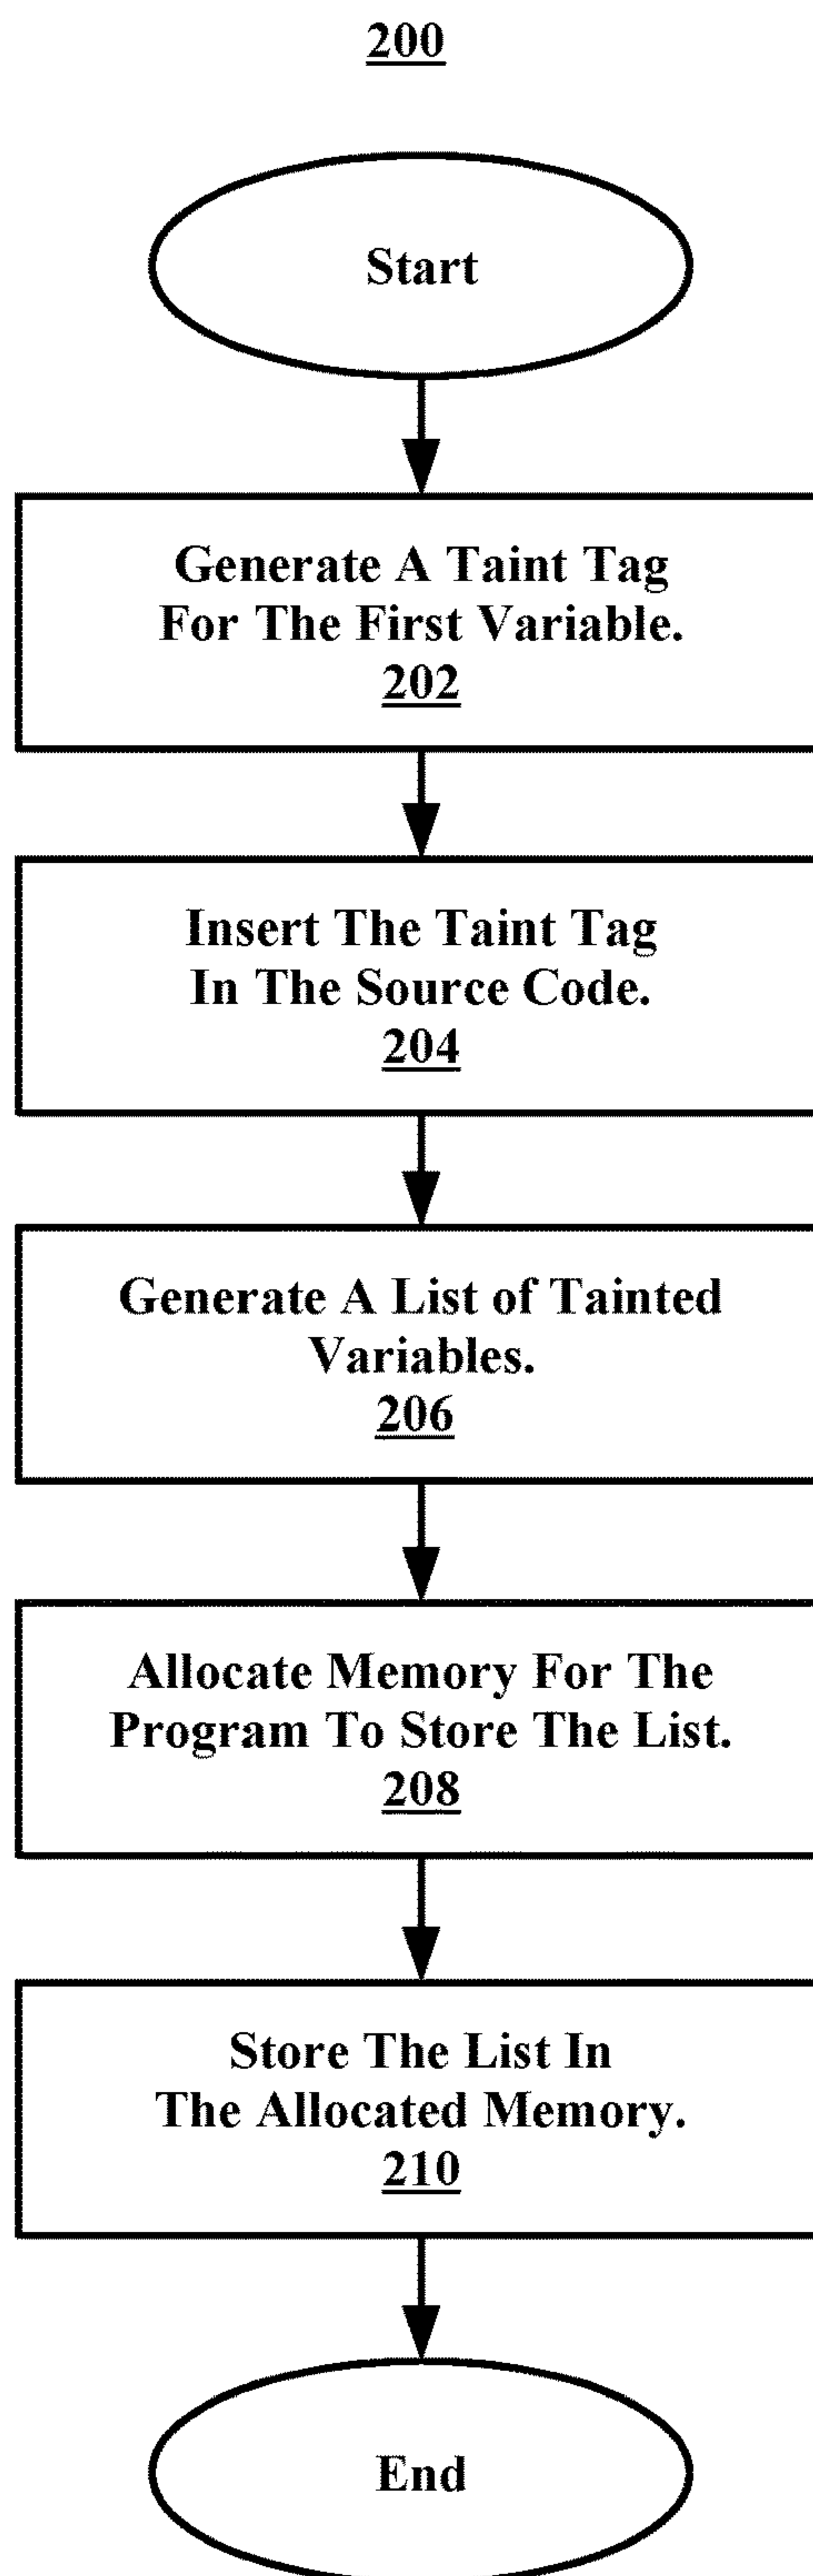 200
Start
Generate A Taint Tag
For The First Variable.
202
Insert The Taint Tag
In The Source Code.
204
Generate A List of Tainted
Variables.
206
Allocate Memory For The
Program To Store The List.
208
Store The List In
The Allocated Memory.
210
End